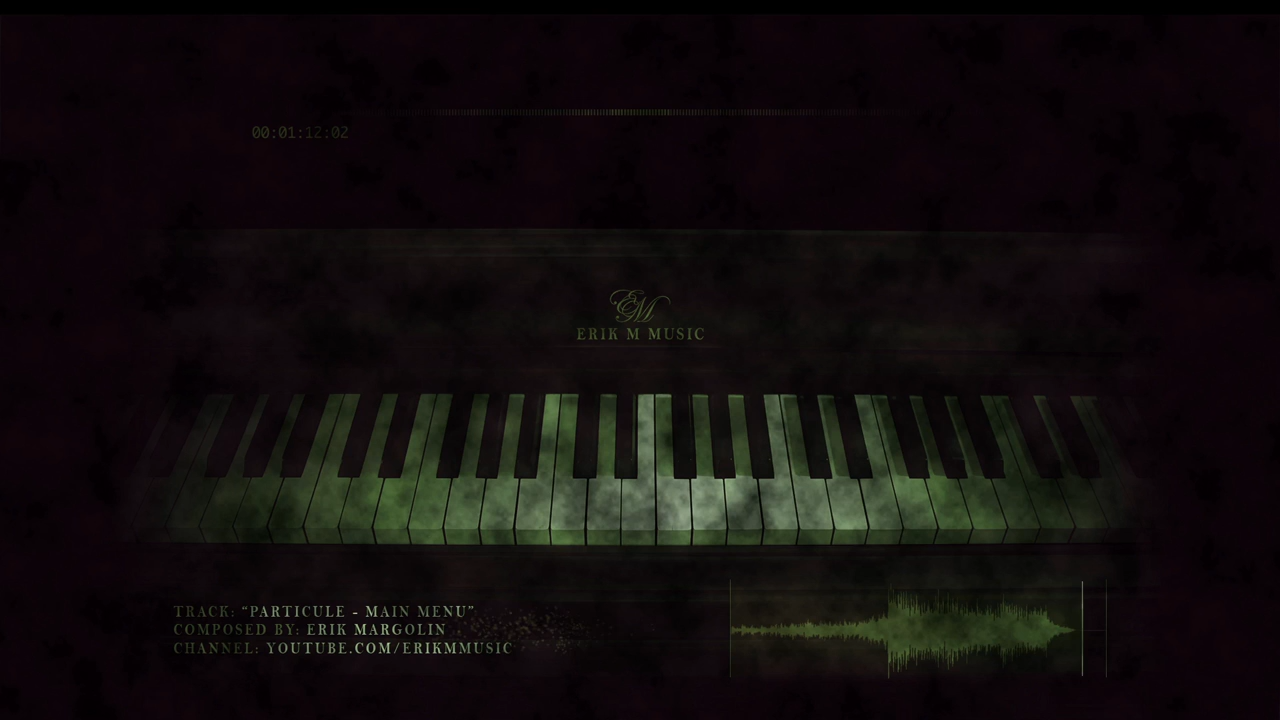 00:01:12:02
EM
ERIK M MUSIC
TRACK: “PARTICULE - MAIN MENU”
COMPOSED BY: ERIK MARGOLIN
CHANNEL: YOUTUBE.COM/ERIKMMUSIC